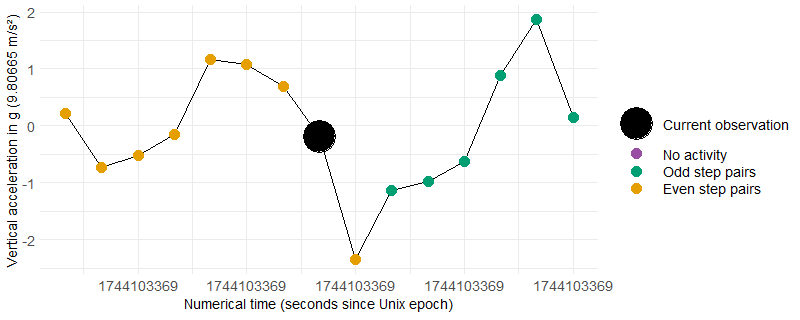 Vertical acceleration in g (9.80665 m/s²)
2
1
0
-1
-2
1744103369 1744103369 1744103369 1744103369 1744103369
Numerical time (seconds since Unix epoch)
Current observation
No activity
Odd step pairs
Even step pairs